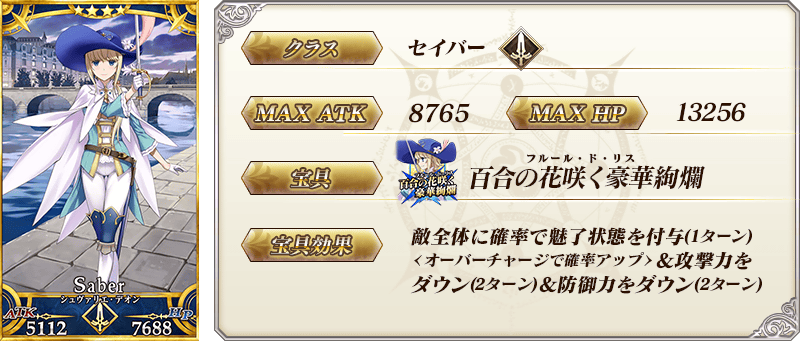 Saber
シュヴァリエ・デオン
ATK
HP
5112
7688
クラス
セイバー
MAX ATK
8765
MAX HP
13256
宝具
百合の花咲く
豪華絢爛
フルール・ド・リス
百合の花咲く豪華絢爛
宝具効果
敵全体に確率で魅了状態を付与(1ターン)
<オーバーチャージで確率アップ>&攻撃力を
ダウン(2ターン)&防御力をダウン(2ターン)